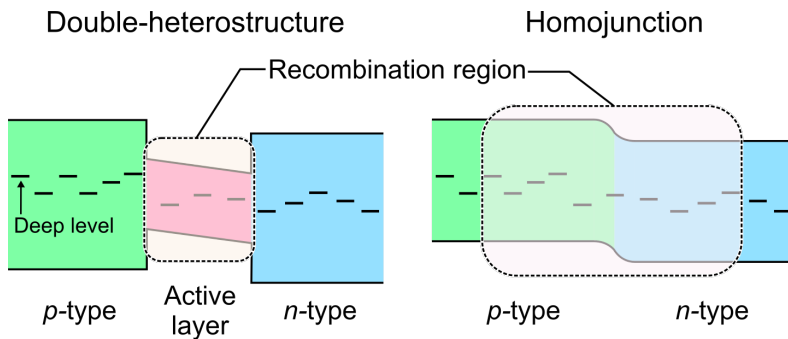 Double-heterostructure
Homojunction
Recombination region
Deep level
p-type
Active
layer
n-type
p-type
n-type